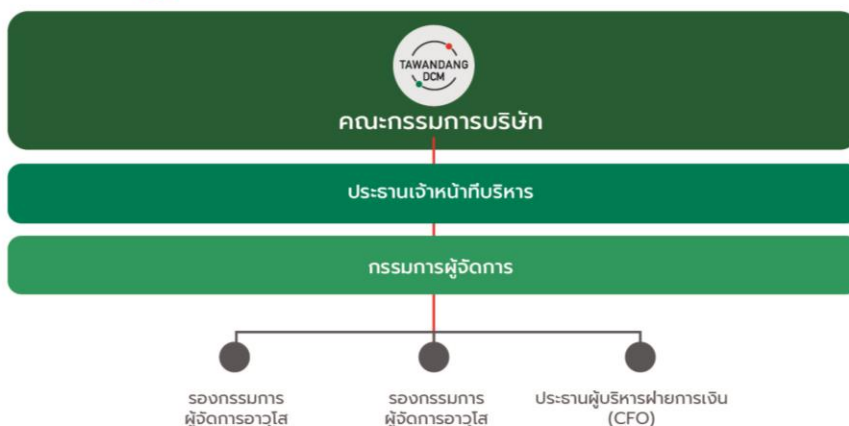 TAWANDANG
DCM
คณะกรรมการบริษัท
ประธานเจ้าหน้าที่บริหาร
กรรมการผู้จัดการ
รองกรรมการ
ผู้จัดการอาวุโส
รองกรรมการ
ผู้จัดการอาวุโส
ประธานผู้บริหารฝ่ายการเงิน
(CFO)